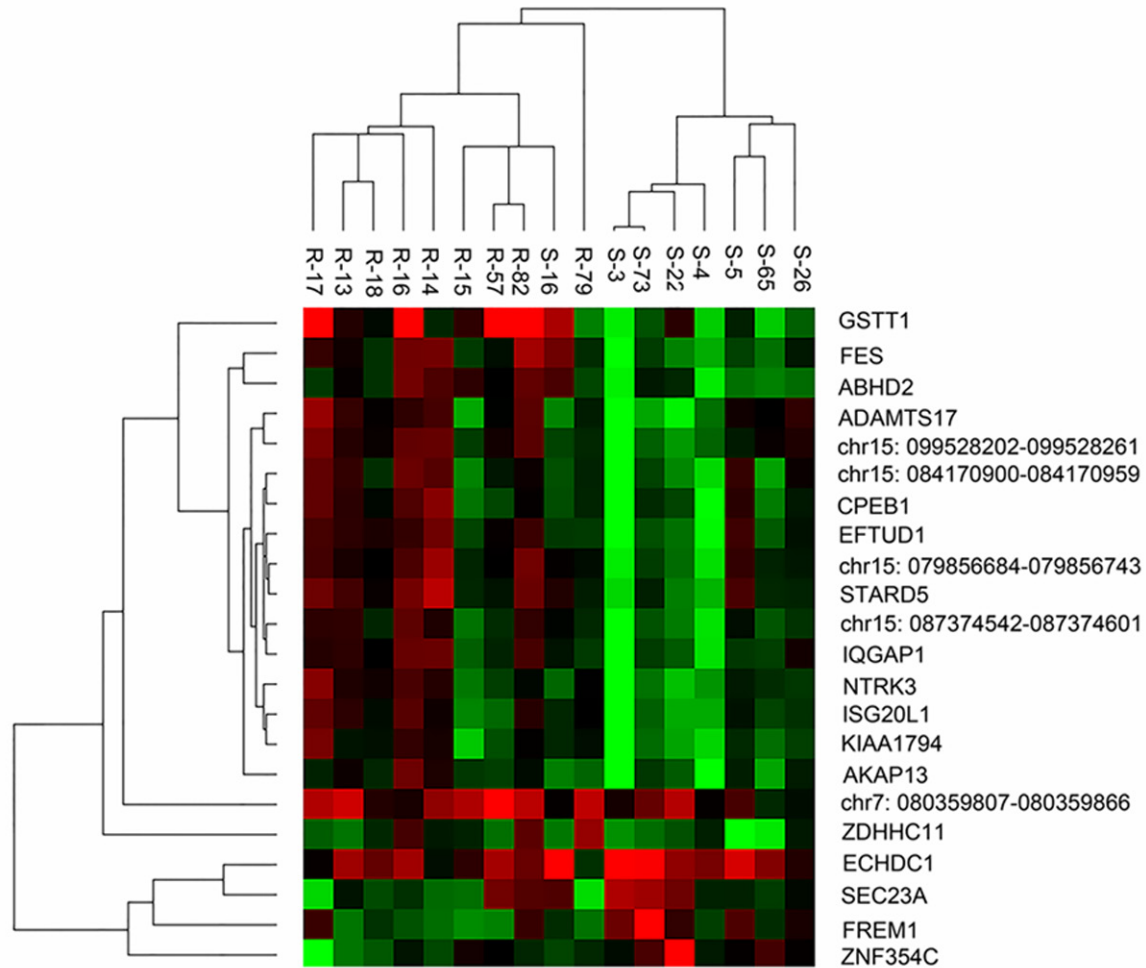 R-17 R-13 R-18 R-16 R-14 R-15 R-57 R-82 S-16 R-79 S-3 S-73 S-22 S-4 S-5 S-65 S-26
GSTT1
FES
ABHD2
ADAMTS17
chr15: 099528202-099528261
chr15: 084170900-084170959
CPEB1
EFTUD1
chr15: 079856684-079856743
STARD5
chr15: 087374542-087374601
IQGAP1
NTRK3
ISG20L1
KIAA1794
AKAP13
chr7: 080359807-080359866
ZDHHC11
ECHDC1
SEC23A
FREM1
ZNF354C